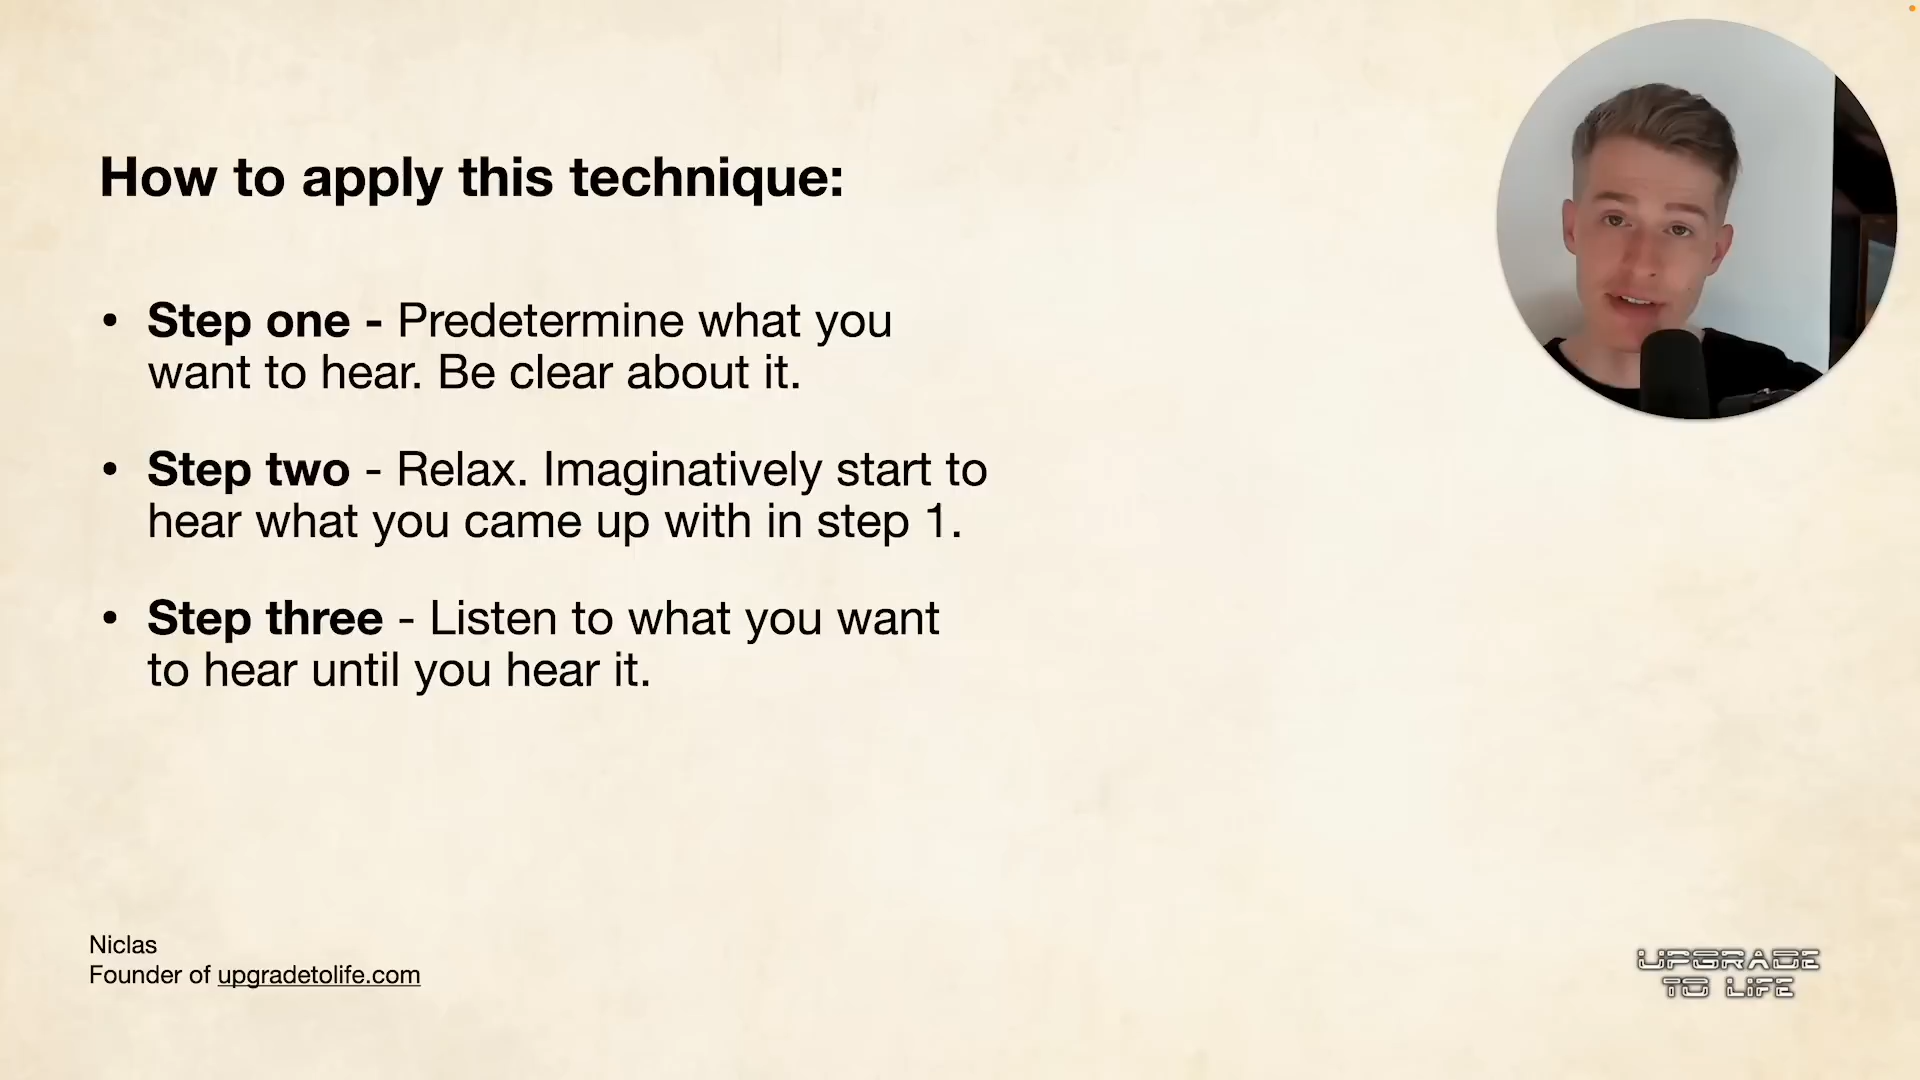 How to apply this technique:
• Step one - Predetermine what you
want to hear. Be clear about it.
• Step two - Relax. Imaginatively start to
hear what you came up with in step 1.
• Step three - Listen to what you want
to hear until you hear it.
Niclas
Founder of upgradetolife.com
UPGRADE
TO LIFE